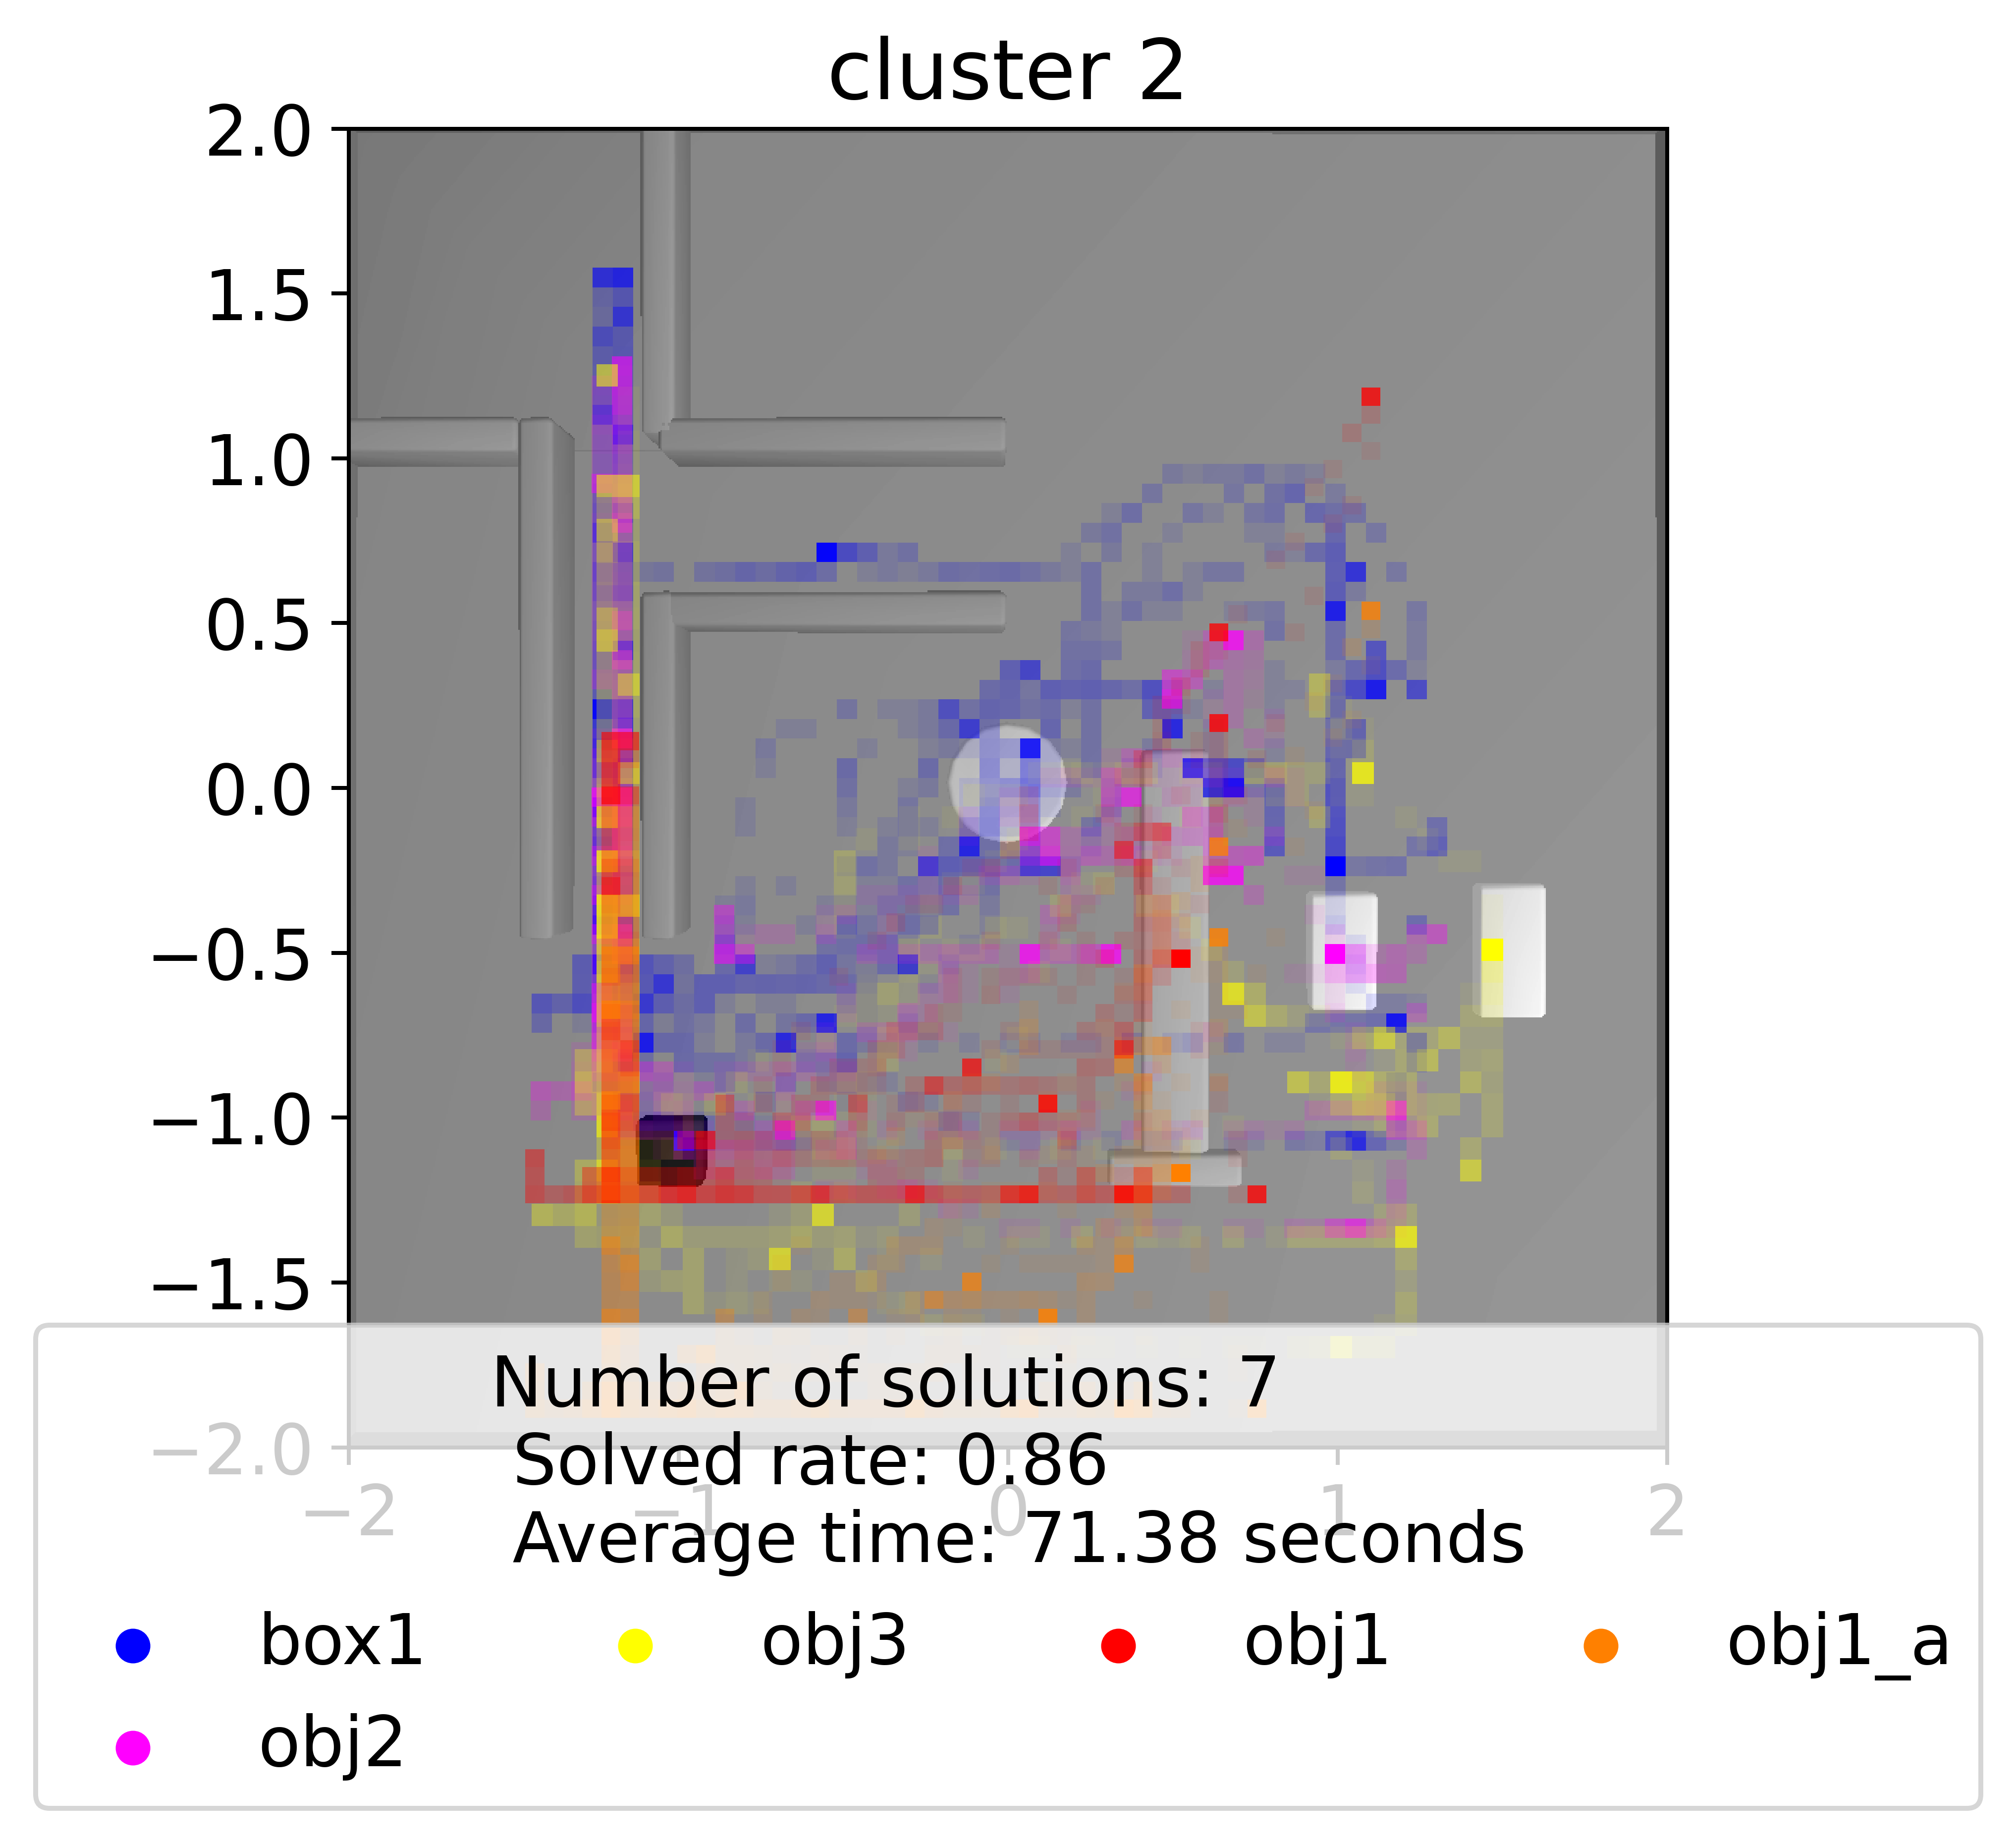 cluster 2
2.0
1.5
1.0
0.5
0.0
−0.5
−1.0
−1.5
−2.0
−2 −1 0 1 2
Number of solutions: 7
Solved rate: 0.86
Average time: 71.38 seconds
box1 obj3 obj1 obj1_a
obj2